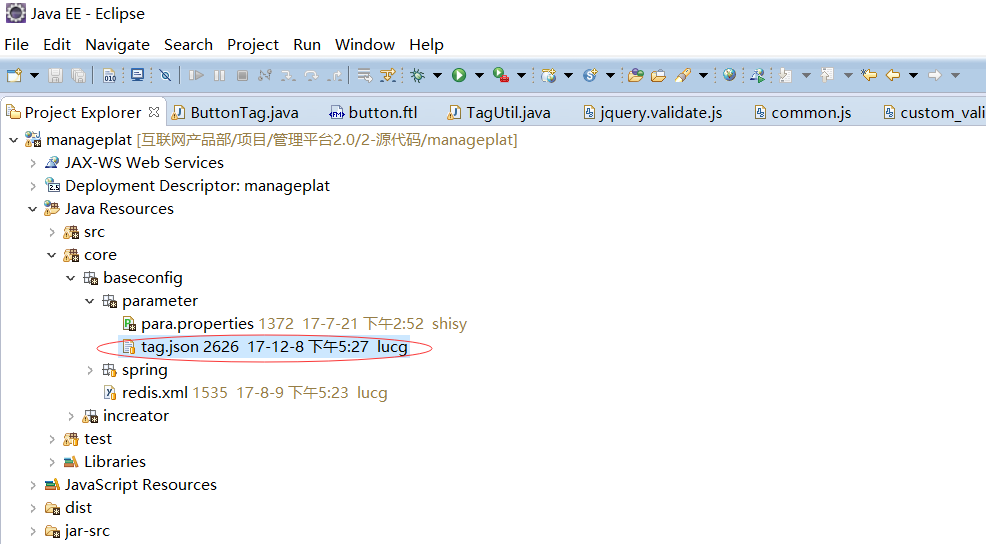 Java EE - Eclipse
File Edit Navigate Search Project Run Window Help
Project Explorer ButtonTag.java button.ftl TagUtil.java jquery.validate.js common.js custom_vali
manageplat [互联网产品部/项目/管理平台2.0/2-源代码/manageplat]
JAX-WS Web Services
Deployment Descriptor: manageplat
Java Resources
src
core
baseconfig
parameter
para.properties 1372 17-7-21 下午2:52 shisy
tag.json 2626 17-12-8 下午5:27 lucg
spring
redis.xml 1535 17-8-9 下午5:23 lucg
increator
test
Libraries
JavaScript Resources
dist
jar-src